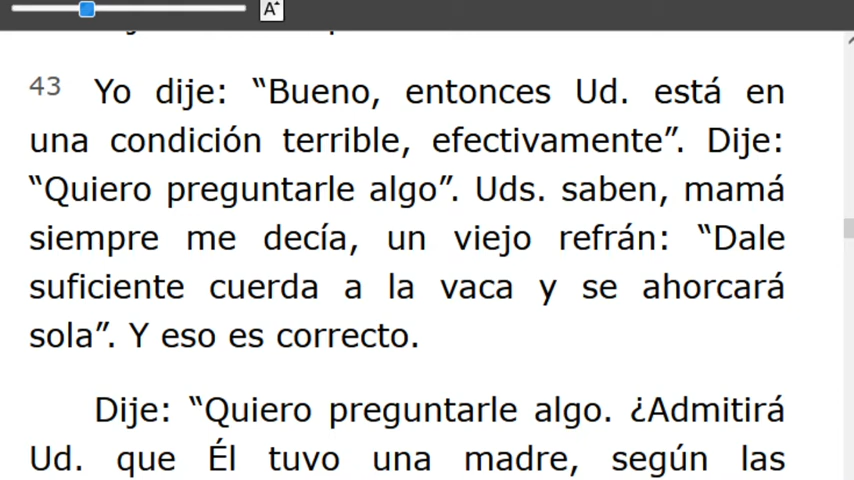 A
43 Yo dije: “Bueno, entonces Ud. está en
una condición terrible, efectivamente”. Dije:
“Quiero preguntarle algo”. Uds. saben, mamá
siempre me decía, un viejo refrán: “Dale
suficiente cuerda a la vaca y se ahorcará
sola”. Y eso es correcto.
Dije: “Quiero preguntarle algo. ¿Admitirá
Ud. que Él tuvo una madre, según las